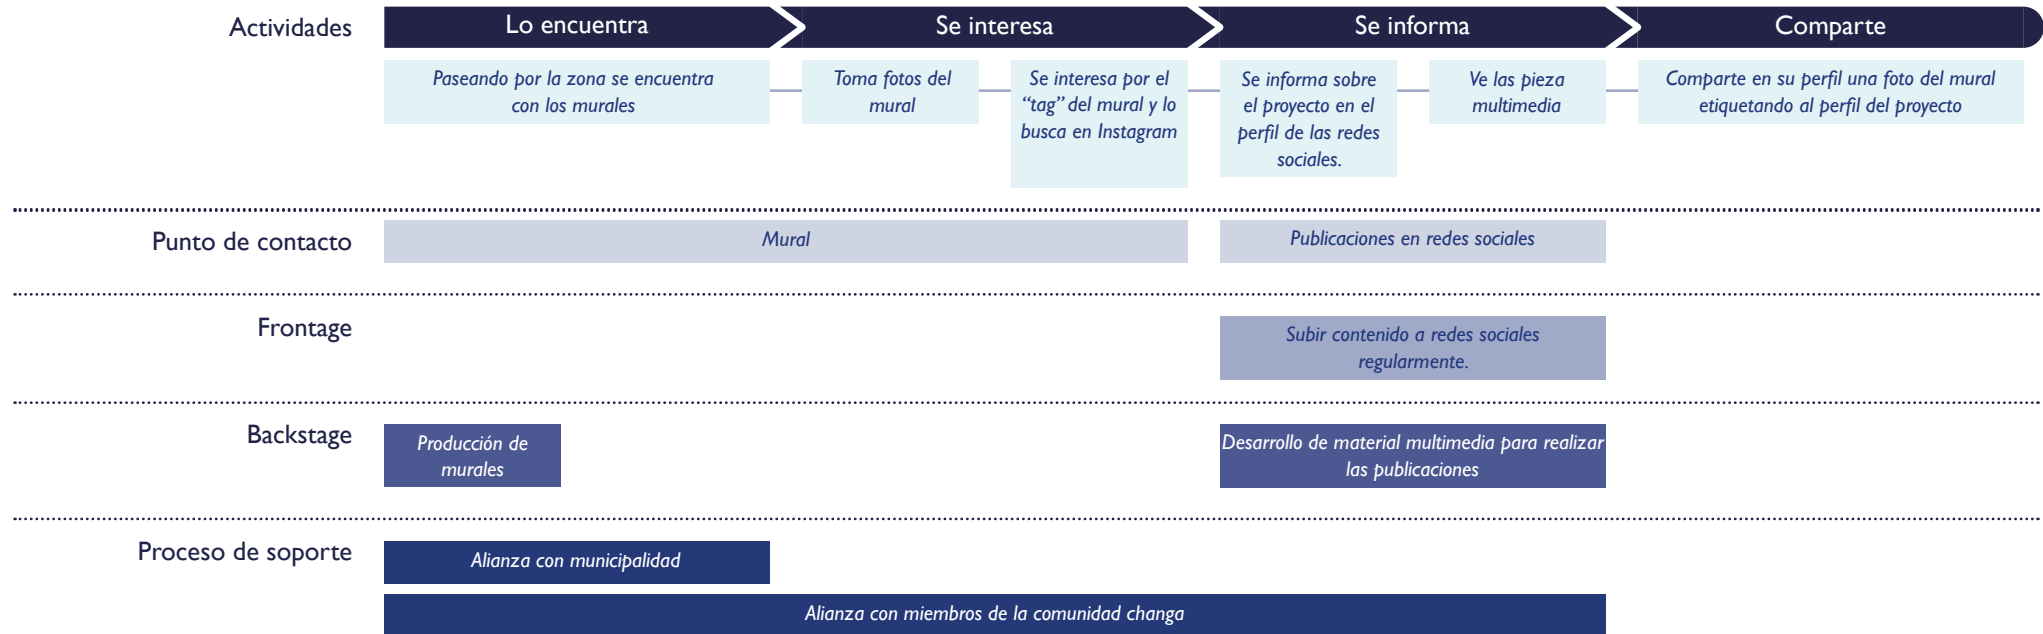 Actividades
Lo encuentra
Se interesa
Se informa
Comparte
Paseando por la zona se encuentra
con los murales
Toma fotos del
mural
Se interesa por el
“tag” del mural y lo
busca en Instagram
Se informa sobre
el proyecto en el
perfil de las redes
sociales.
Ve las pieza
multimedia
Comparte en su perfil una foto del mural
etiquetando al perfil del proyecto
Punto de contacto
Mural
Publicaciones en redes sociales
Frontage
Subir contenido a redes sociales
regularmente.
Backstage
Producción de
murales
Desarrollo de material multimedia para realizar
las publicaciones
Proceso de soporte
Alianza con municipalidad
Alianza con miembros de la comunidad changa